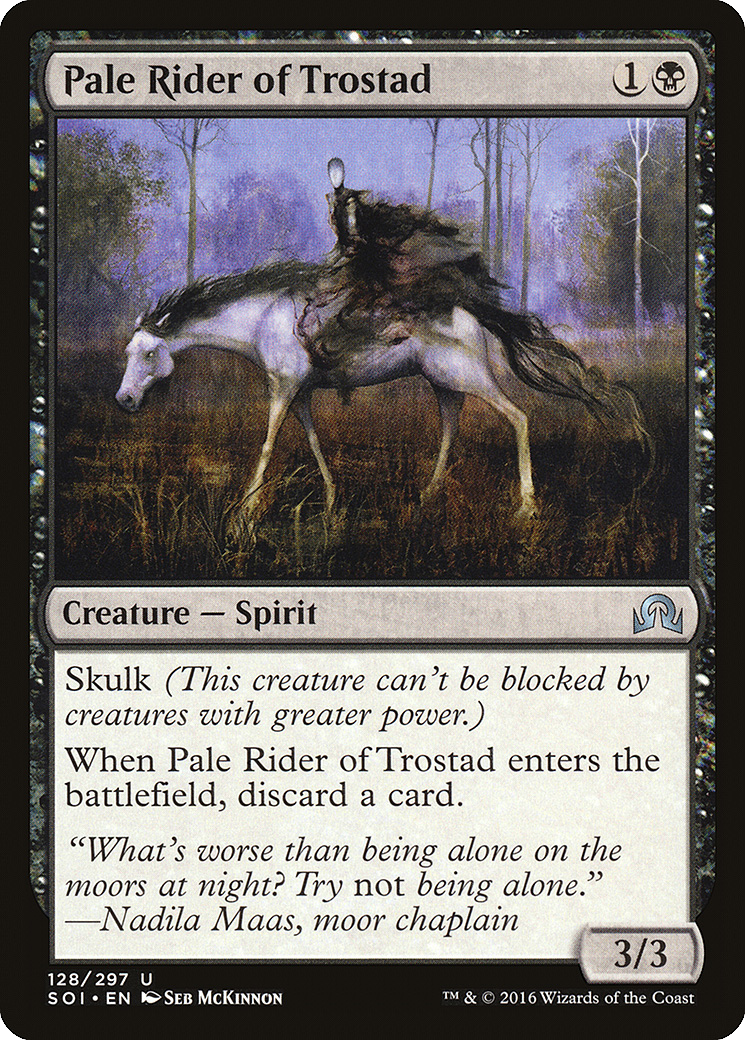 Pale Rider of Trostad 1
Creature — Spirit
Skulk (This creature can't be blocked by
creatures with greater power.)
When Pale Rider of Trostad enters the
battlefield, discard a card.
“What's worse than being alone on the
moors at night? Try not being alone.”
—Nadila Maas, moor chaplain
3/3
128/297 U
SOI • EN Seb McKinnon
™ & © 2016 Wizards of the Coast